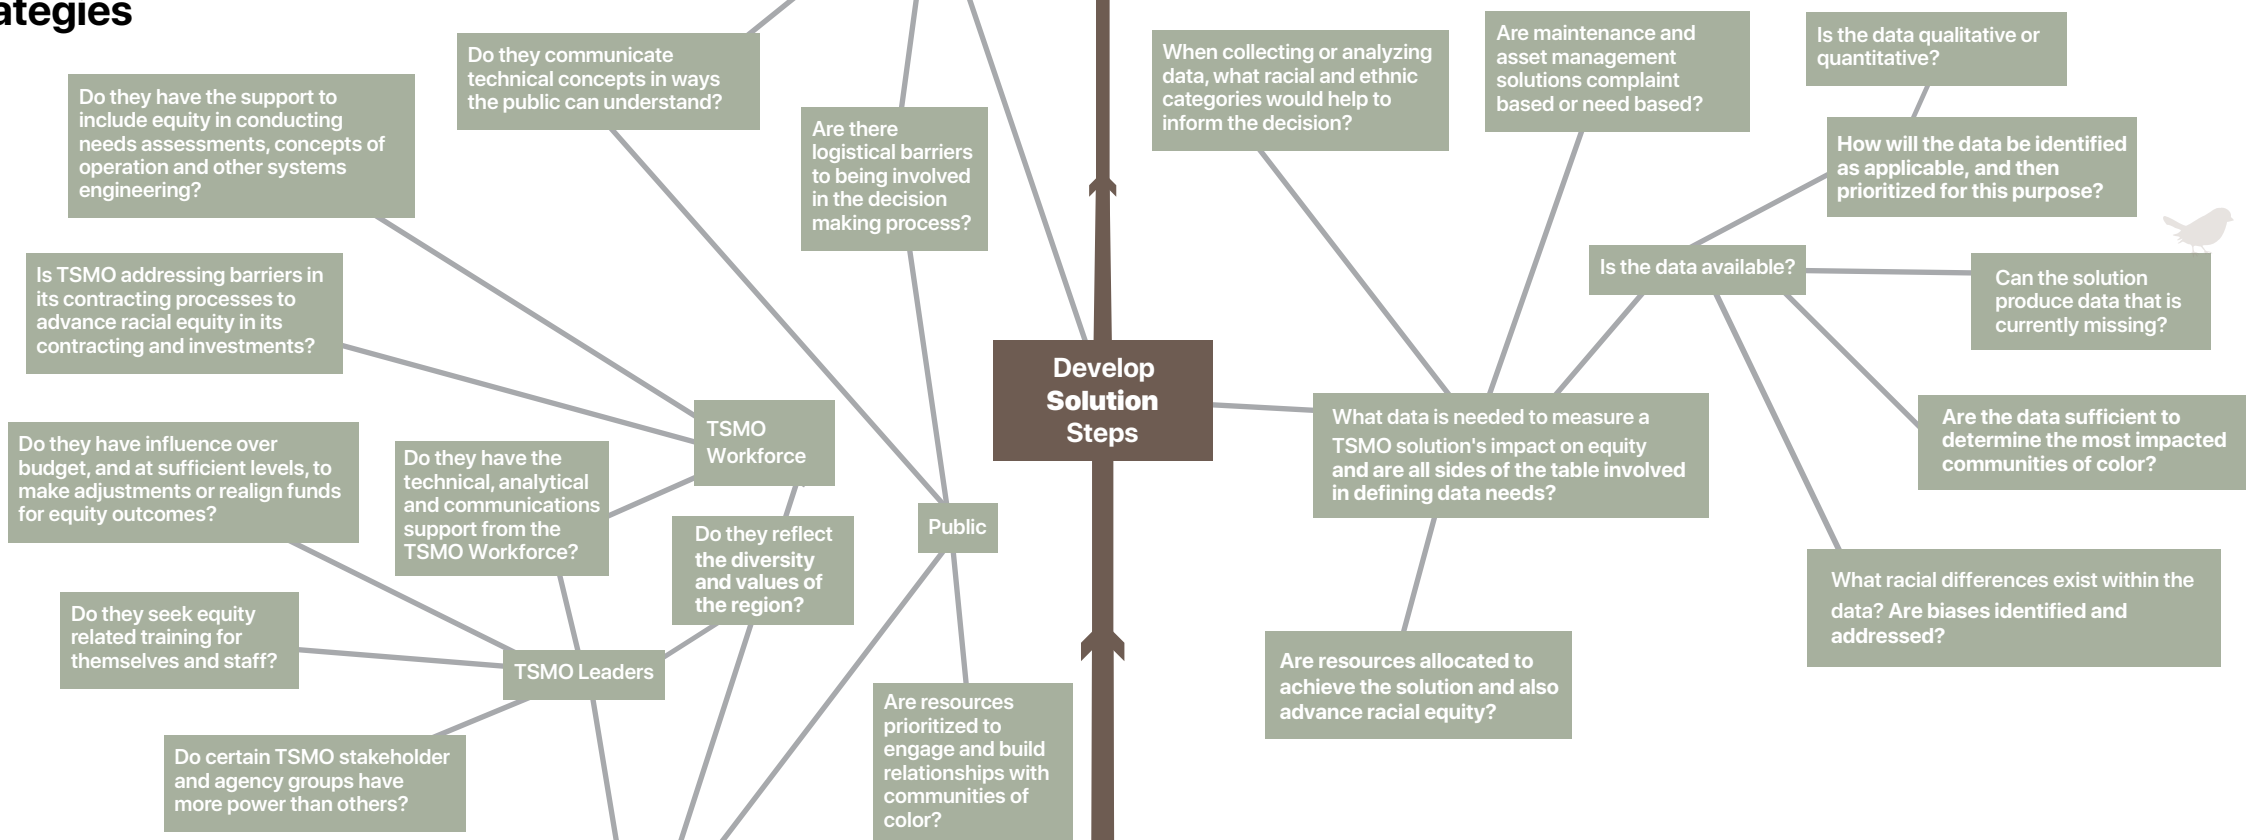 ategies
Do they communicate
technical concepts in ways
the public can understand?
Do they have the support to
include equity in conducting
needs assessments, concepts of
operation and other systems
engineering?
Are there
logistical barriers
to being involved
in the decision
making process?
Is TSMO addressing barriers in
its contracting processes to
advance racial equity in its
contracting and investments?
TSMO
Workforce
Do they have influence over
budget, and at sufficient levels, to
make adjustments or realign funds
for equity outcomes?
Do they have the
technical, analytical
and communications
support from the
TSMO Workforce?
Do they reflect
the diversity
and values of
the region?
Public
Do they seek equity
related training for
themselves and staff?
TSMO Leaders
Do certain TSMO stakeholder
and agency groups have
more power than others?
Are resources
prioritized to
engage and build
relationships with
communities of
color?
Develop
Solution
Steps
When collecting or analyzing
data, what racial and ethnic
categories would help to
inform the decision?
Are maintenance and
asset management
solutions complaint
based or need based?
Is the data qualitative or
quantitative?
How will the data be identified
as applicable, and then
prioritized for this purpose?
Is the data available?
Can the solution
produce data that is
currently missing?
What data is needed to measure a
TSMO solution's impact on equity
and are all sides of the table involved
in defining data needs?
Are the data sufficient to
determine the most impacted
communities of color?
What racial differences exist within the
data? Are biases identified and
addressed?
Are resources allocated to
achieve the solution and also
advance racial equity?